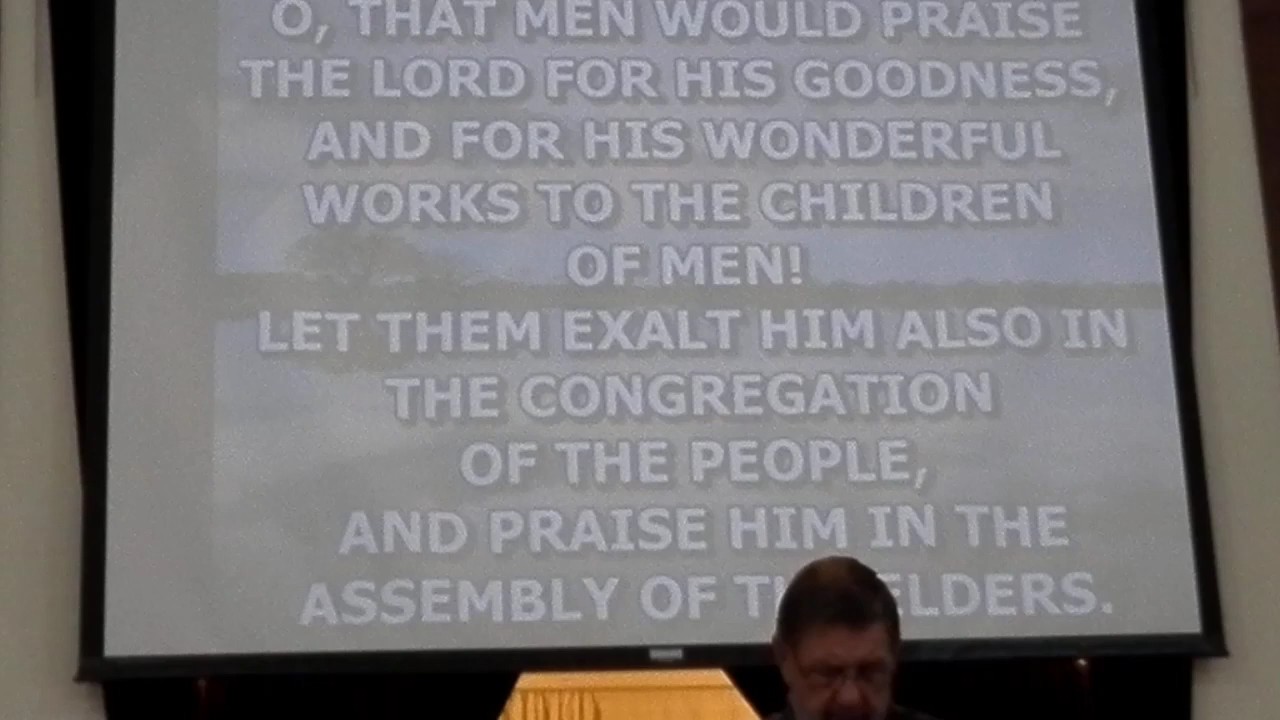 O, THAT MEN WOULD PRAISE
THE LORD FOR HIS GOODNESS,
AND FOR HIS WONDERFUL
WORKS TO THE CHILDREN
OF MEN!
LET THEM EXALT HIM ALSO IN
THE CONGREGATION
OF THE PEOPLE,
AND PRAISE HIM IN THE
ASSEMBLY OF ELDERS.